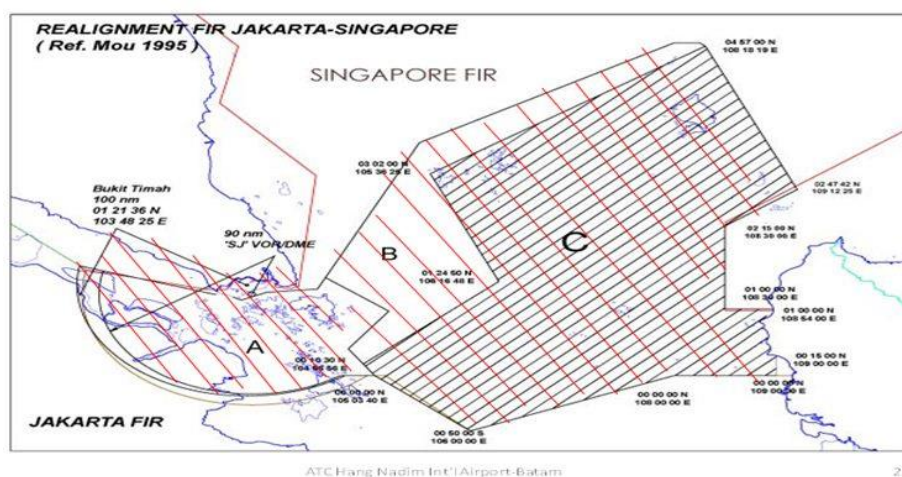 REALIGNMENT FIR JAKARTA-SINGAPORE
( Ref. Mou 1995 )
SINGAPORE FIR
04 57 00 N
108 18 19 E
03 02 00 N
105 36 25 E
02 47 42 N
109 12 25 E
Bukit Timah
100 nm
01 21 36 N
103 48 25 E
90 nm
"SJ" VOR/DME
02 15 00 N
B
C
01 24 50 N
106 16 48 E
01 00 00 N
01 00 00 N
108 54 00 E
A
00 15 00 N
109 00 00 E
105 03 40 E
00 00 00 N
108 00 00 E
00 50 00 S
106 00 00 E
JAKARTA FIR
ATC Hang Nadim Int'l Airport-Batam
2